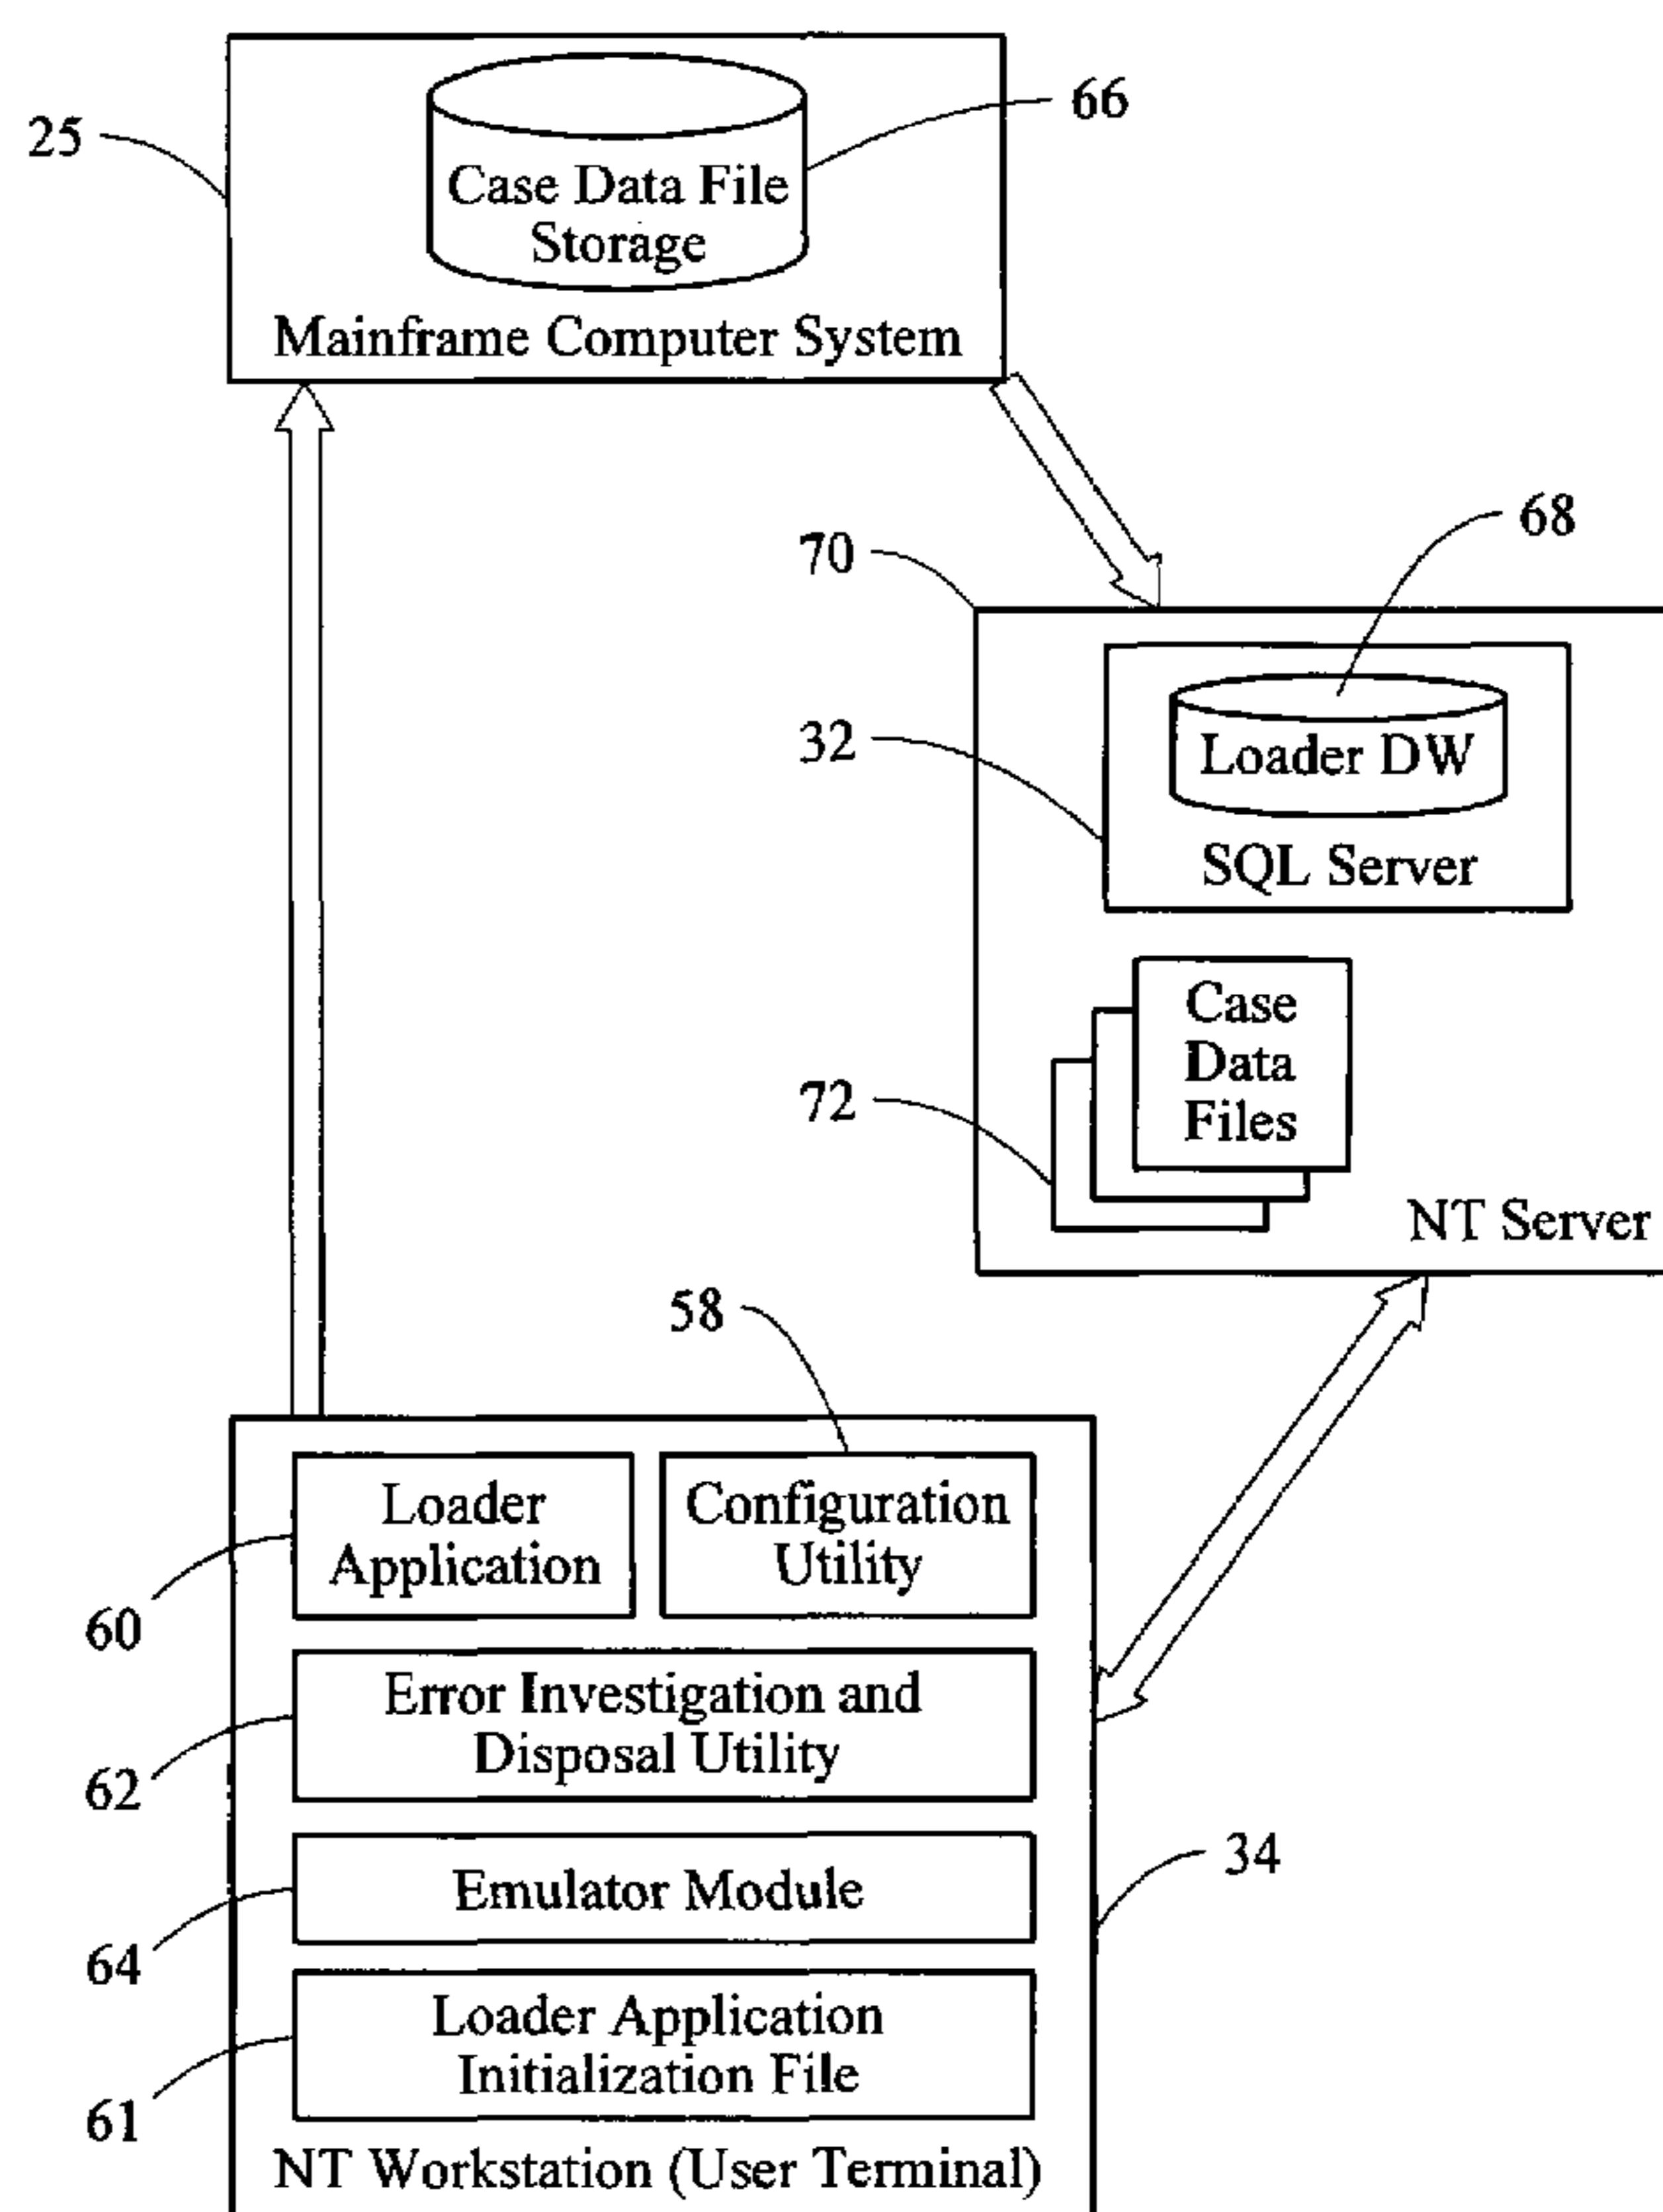 25
66
Case Data File
Storage
Mainframe Computer System
70
68
32
Loader DW
SQL Server
Case
Data
Files
72
NT Server
58
Loader
Application
Configuration
Utility
60
Error Investigation and
Disposal Utility
62
Emulator Module
34
64
Loader Application
Initialization File
61
NT Workstation (User Terminal)